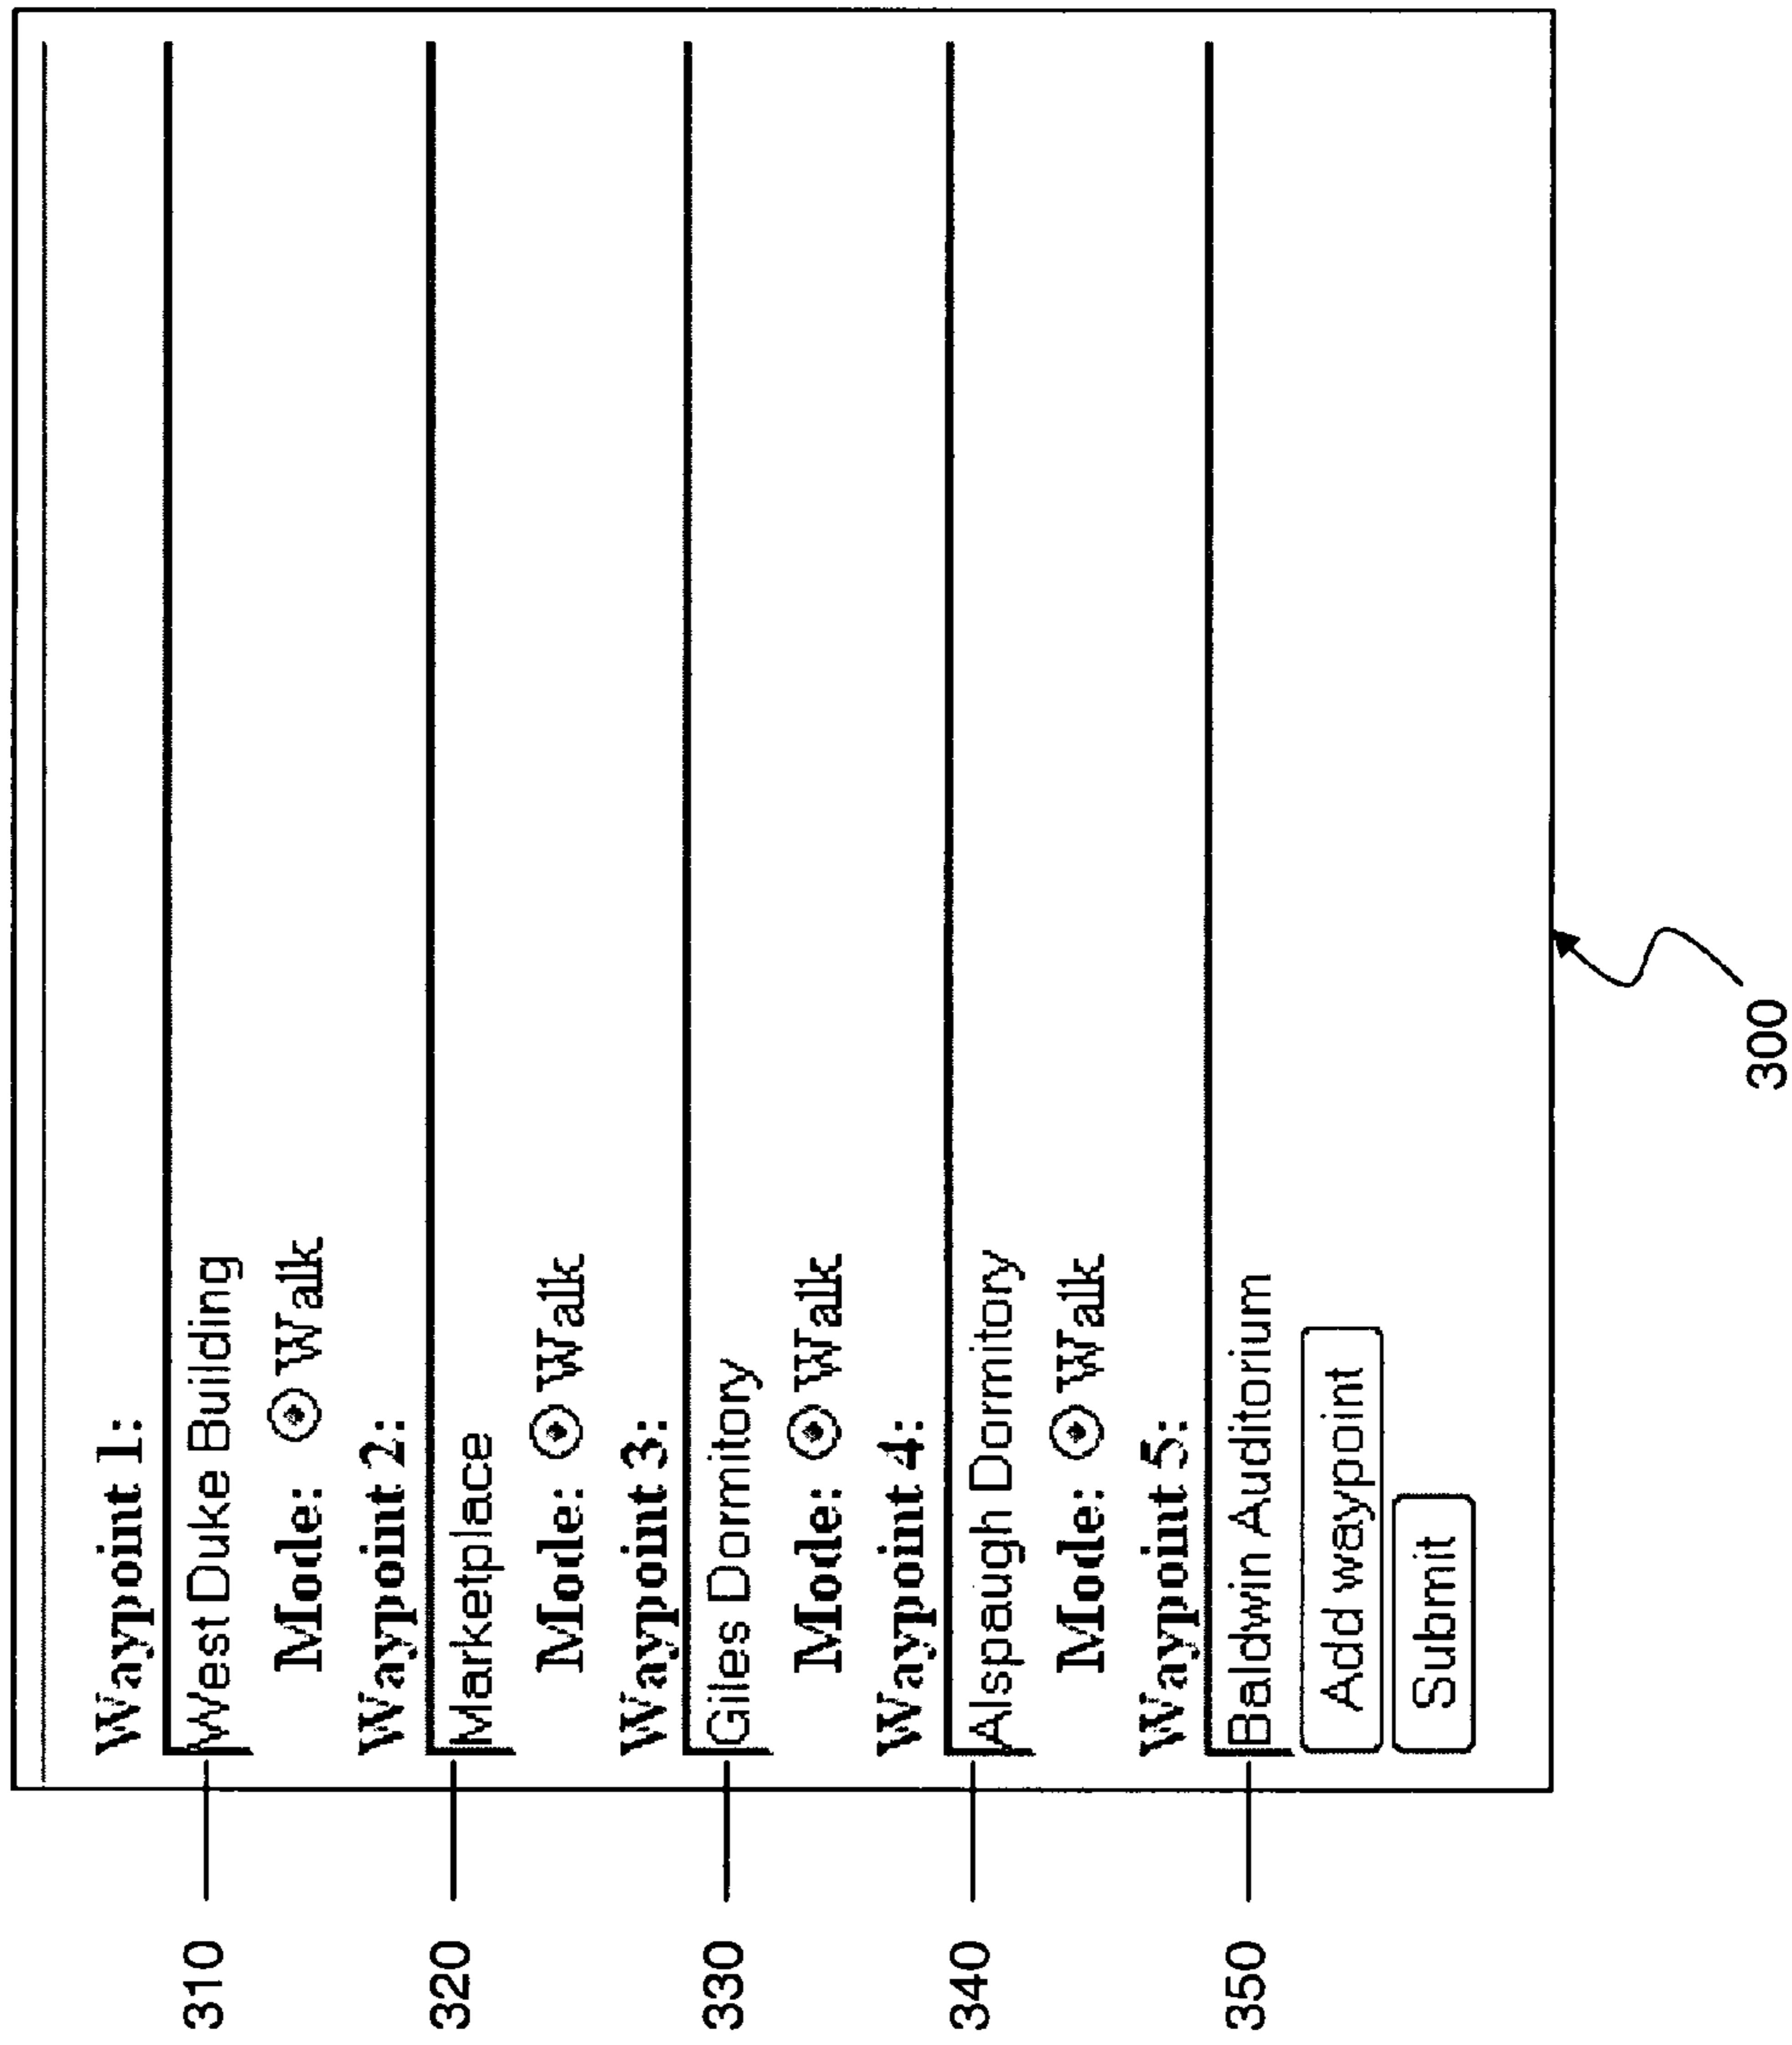 Waypoint 1:
310
West Duke Building
Mode: Walk
Waypoint 2:
320
Marketplace
Mode: Walk
Waypoint 3:
330
Giles Dormitory
Mode: Walk
Waypoint 4:
340
Alspaugh Dormitory
Mode: Walk
Waypoint 5:
350
Baldwin Auditorium
Add waypoint
Submit
300